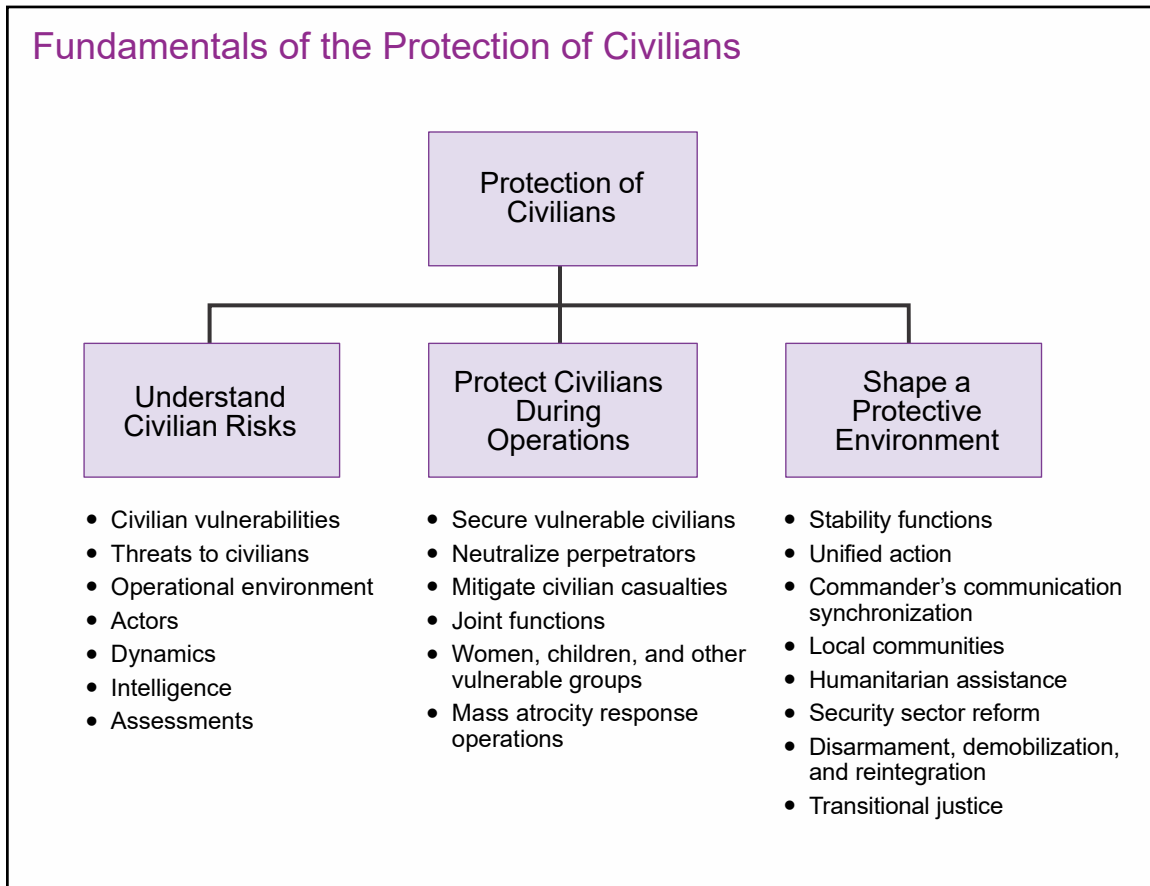 Fundamentals of the Protection of Civilians
Protection of
Civilians
Understand
Civilian Risks
Protect Civilians
During
Operations
Shape a
Protective
Environment
• Civilian vulnerabilities
• Threats to civilians
• Operational environment
• Actors
• Dynamics
• Intelligence
• Assessments
• Secure vulnerable civilians
• Neutralize perpetrators
• Mitigate civilian casualties
• Joint functions
• Women, children, and other
vulnerable groups
• Mass atrocity response
operations
• Stability functions
• Unified action
• Commander’s communication
synchronization
• Local communities
• Humanitarian assistance
• Security sector reform
• Disarmament, demobilization,
and reintegration
• Transitional justice